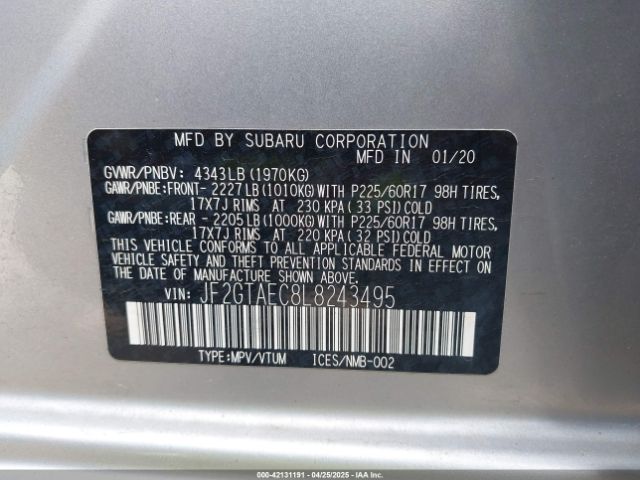 MFD BY SUBARU CORPORATION
MFD IN 01/20
GVWR/PNBV: 4343LB (1970KG)
GAWR/PNBE:FRONT- 2227LB (1010KG) WITH P225/60R17 98H TIRES,
17X7J RIMS AT 230 KPA (33 PSI) COLD
GAWR/PNBE:REAR - 2205LB (1000KG) WITH P225/60R17 98H TIRES,
17X7J RIMS AT 220 KPA (32 PSI) COLD
THIS VEHICLE CONFORMS TO ALL APPLICABLE FEDERAL MOTOR
VEHICLE SAFETY AND THEFT PREVENTION STANDARDS IN EFFECT
ON THE DATE OF MANUFACTURE SHOWN ABOVE.
VIN: JF2GTAEC8L8243495
TYPE:MPV/VTUM ICES/NMB-002
000-42131191 - 04/25/2025 - IAA Inc.